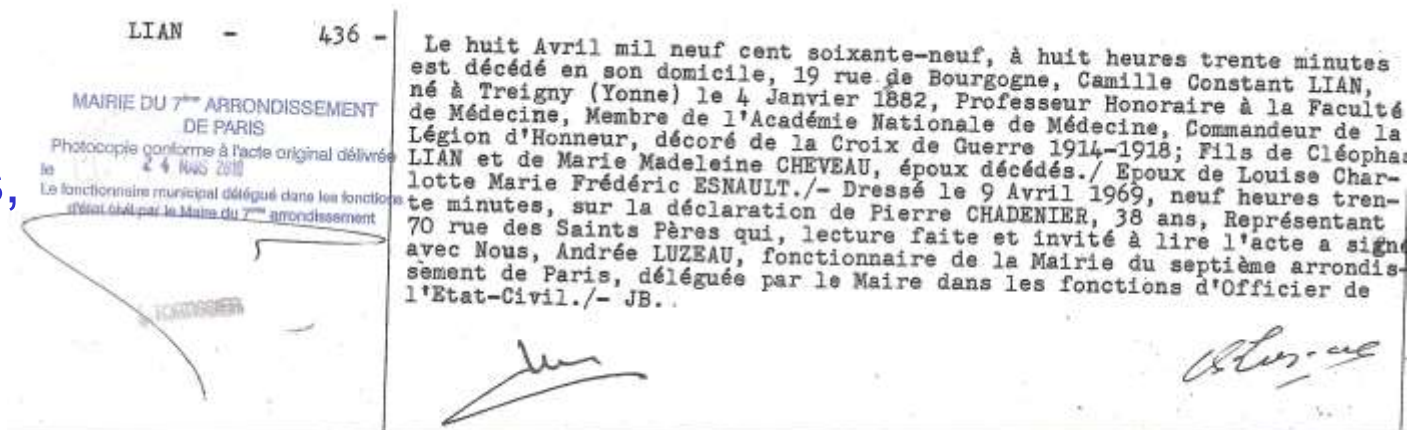 LIAN - 436 -
MAIRIE DU 7ème ARRONDISSEMENT
DE PARIS
Photocopie conforme à l'acte original délivrée
le 24 MARS 2010
Le fonctionnaire municipal délégué dans les fonctions
d'état civil par le Maire du 7ème arrondissement
Le huit Avril mil neuf cent soixante-neuf, à huit heures trente minutes
est décédé en son domicile, 19 rue de Bourgogne, Camille Constant LIAN,
né à Treigny (Yonne) le 4 Janvier 1882, Professeur Honoraire à la Faculté
de Médecine, Membre de l'Académie Nationale de Médecine, Commandeur de la
Légion d'Honneur, décoré de la Croix de Guerre 1914-1918; Fils de Cléophas
LIAN et de Marie Madeleine CHEVEAU, époux décédés./ Epoux de Louise Char-
lotte Marie Frédéric ESNAULT./- Dressé le 9 Avril 1969, neuf heures tren-
te minutes, sur la déclaration de Pierre CHADENIER, 38 ans, Représentant
70 rue des Saints Pères qui, lecture faite et invité à lire l'acte a signé
avec Nous, Andrée LUZEAU, fonctionnaire de la Mairie du septième arrondis-
sement de Paris, déléguée par le Maire dans les fonctions d'Officier de
l'Etat-Civil./- JB.